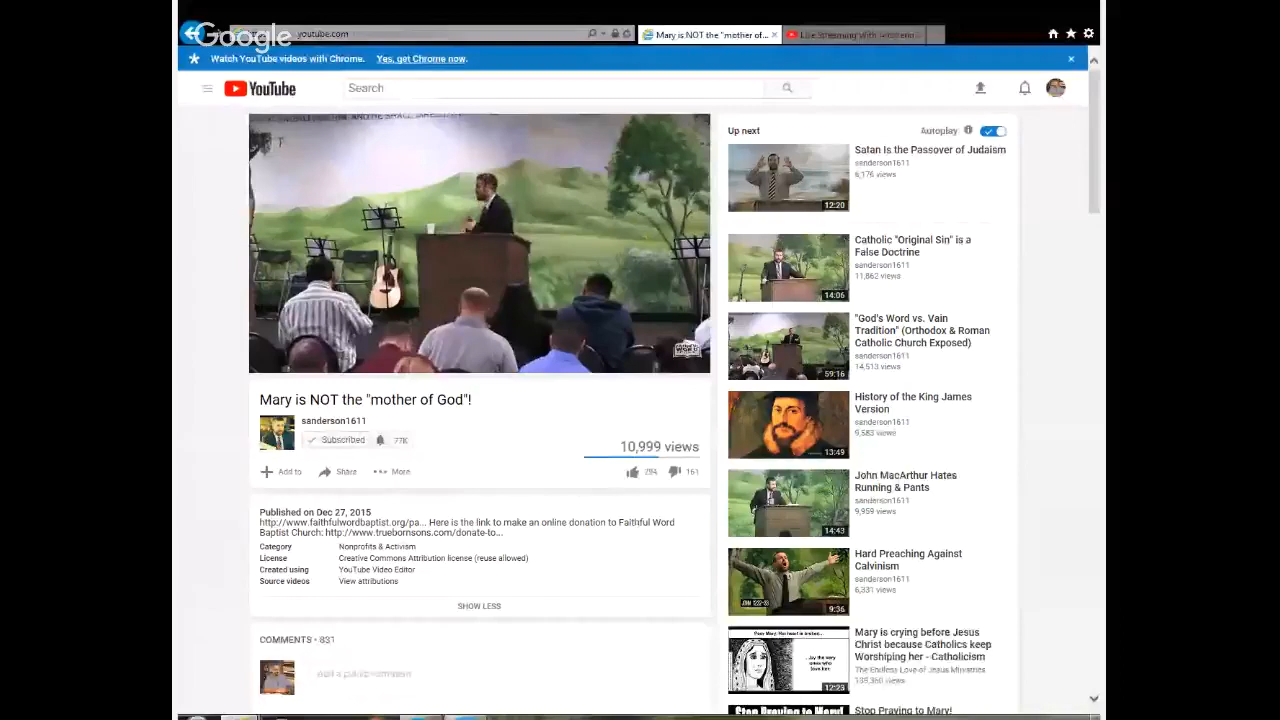 Google
youtube.com
Mary is NOT the "mother of...
Watch YouTube videos with Chrome.
Yes, get Chrome now.
YouTube
Search
Mary is NOT the "mother of God"!
sanderson1611
Subscribed
77K
10,999 views
Add to
Share
More
161
Published on Dec 27, 2015
http://www.faithfulwordbaptist.org/pa... Here is the link to make an online donation to Faithful Word
Baptist Church: http://www.truebornsons.com/donate-to...
Category
Nonprofits & Activism
License
Creative Commons Attribution license (reuse allowed)
Created using
YouTube Video Editor
Source videos
View attributions
SHOW LESS
COMMENTS • 831
Up next
Autoplay
Satan Is the Passover of Judaism
sanderson1611
6,176 views
12:20
Catholic "Original Sin" is a
False Doctrine
sanderson1611
11,862 views
14:06
"God's Word vs. Vain
Tradition" (Orthodox & Roman
Catholic Church Exposed)
sanderson1611
14,513 views
59:16
History of the King James
Version
sanderson1611
9,583 views
13:49
John MacArthur Hates
Running & Pants
sanderson1611
9,959 views
14:43
Hard Preaching Against
Calvinism
sanderson1611
6,331 views
9:36
Mary is crying before Jesus
Christ because Catholics keep
Worshiping her - Catholicism
The Endless Love of Jesus Ministries
12:23
Stop Praying to Mary!
Stop Praying to Mary!